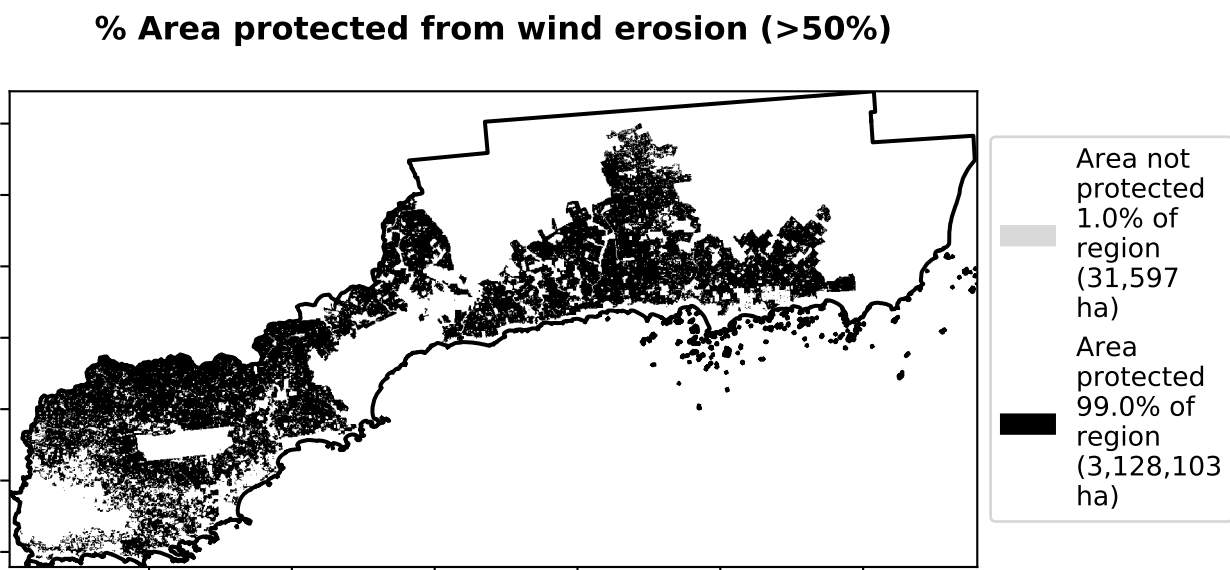 % Area protected from wind erosion (>50%)
Area not
protected
1.0% of
region
(31,597
ha)
Area
protected
99.0% of
region
(3,128,103
ha)